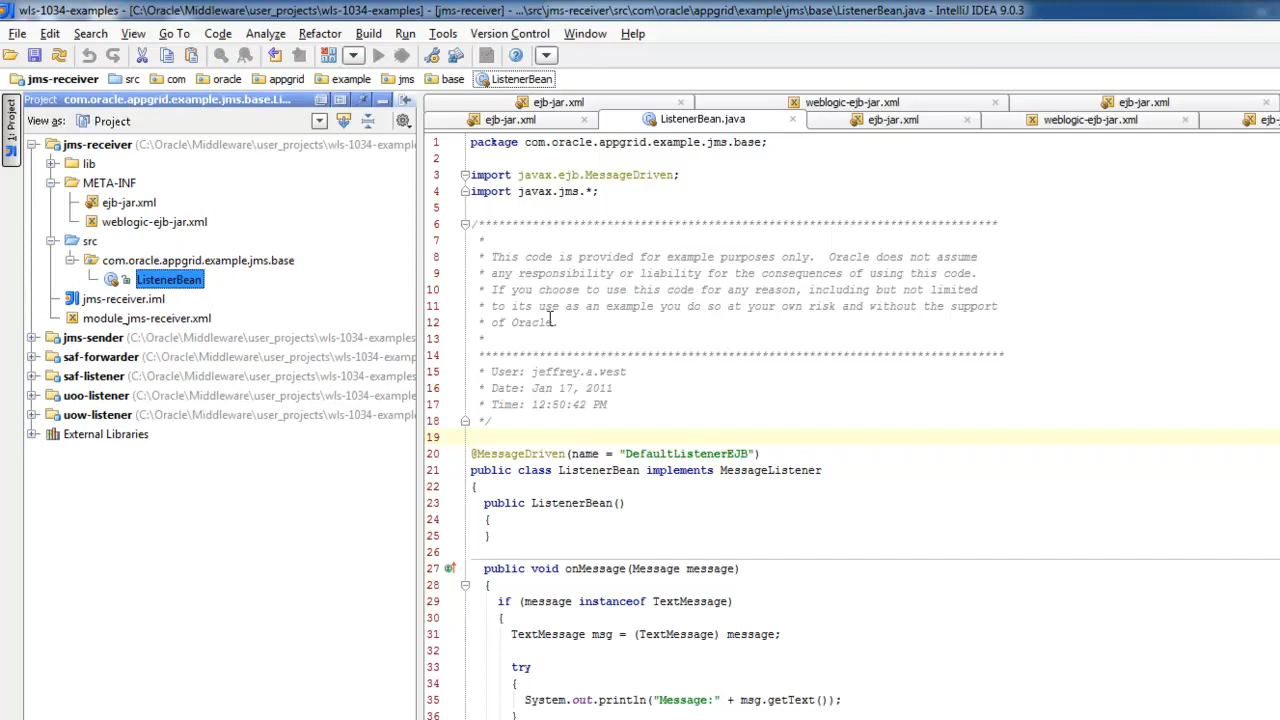 wls-1034-examples - [C:\Oracle\Middleware\user_projects\wls-1034-examples] - [jms-receiver] - ...\src\jms-receiver\src\com\oracle\appgrid\example\jms\base\ListenerBean.java - IntelliJ IDEA 9.0.3
File Edit Search View Go To Code Analyze Refactor Build Run Tools Version Control Window Help
jms-receiver src com oracle appgrid example jms base ListenerBean
1: Project
Project com.oracle.appgrid.example.jms.base.Li...
View as: Project
jms-receiver (C:\Oracle\Middleware\user_projects\wls-1034-examples
lib
META-INF
ejb-jar.xml
weblogic-ejb-jar.xml
src
com.oracle.appgrid.example.jms.base
ListenerBean
jms-receiver.iml
module_jms-receiver.xml
jms-sender (C:\Oracle\Middleware\user_projects\wls-1034-examples
saf-forwarder (C:\Oracle\Middleware\user_projects\wls-1034-examp
saf-listener (C:\Oracle\Middleware\user_projects\wls-1034-examples
uoo-listener (C:\Oracle\Middleware\user_projects\wls-1034-exampl
uow-listener (C:\Oracle\Middleware\user_projects\wls-1034-exampl
External Libraries
ejb-jar.xml weblogic-ejb-jar.xml ejb-jar.xml
ejb-jar.xml ListenerBean.java ejb-jar.xml weblogic-ejb-jar.xml ejb-
1 package com.oracle.appgrid.example.jms.base;
2
3 import javax.ejb.MessageDriven;
4 import javax.jms.*;
5
6 /*******************************************************************************
7 *
8 * This code is provided for example purposes only.  Oracle does not assume
9 * any responsibility or liability for the consequences of using this code.
10 * If you choose to use this code for any reason, including but not limited
11 * to its use as an example you do so at your own risk and without the support
12 * of Oracle.
13 *
14 *******************************************************************************
15 * User: jeffrey.a.west
16 * Date: Jan 17, 2011
17 * Time: 12:50:42 PM
18 */
19
20 @MessageDriven(name = "DefaultListenerEJB")
21 public class ListenerBean implements MessageListener
22 {
23 public ListenerBean()
24 {
25 }
26
27 public void onMessage(Message message)
28 {
29 if (message instanceof TextMessage)
30 {
31 TextMessage msg = (TextMessage) message;
32
33 try
34 {
35 System.out.println("Message:" + msg.getText());
36 }